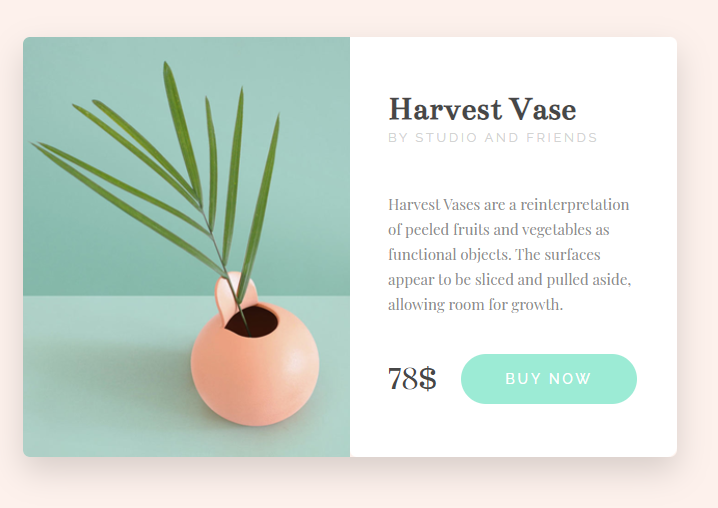 Harvest Vase
BY STUDIO AND FRIENDS
Harvest Vases are a reinterpretation
of peeled fruits and vegetables as
functional objects. The surfaces
appear to be sliced and pulled aside,
allowing room for growth.
78$ BUY NOW